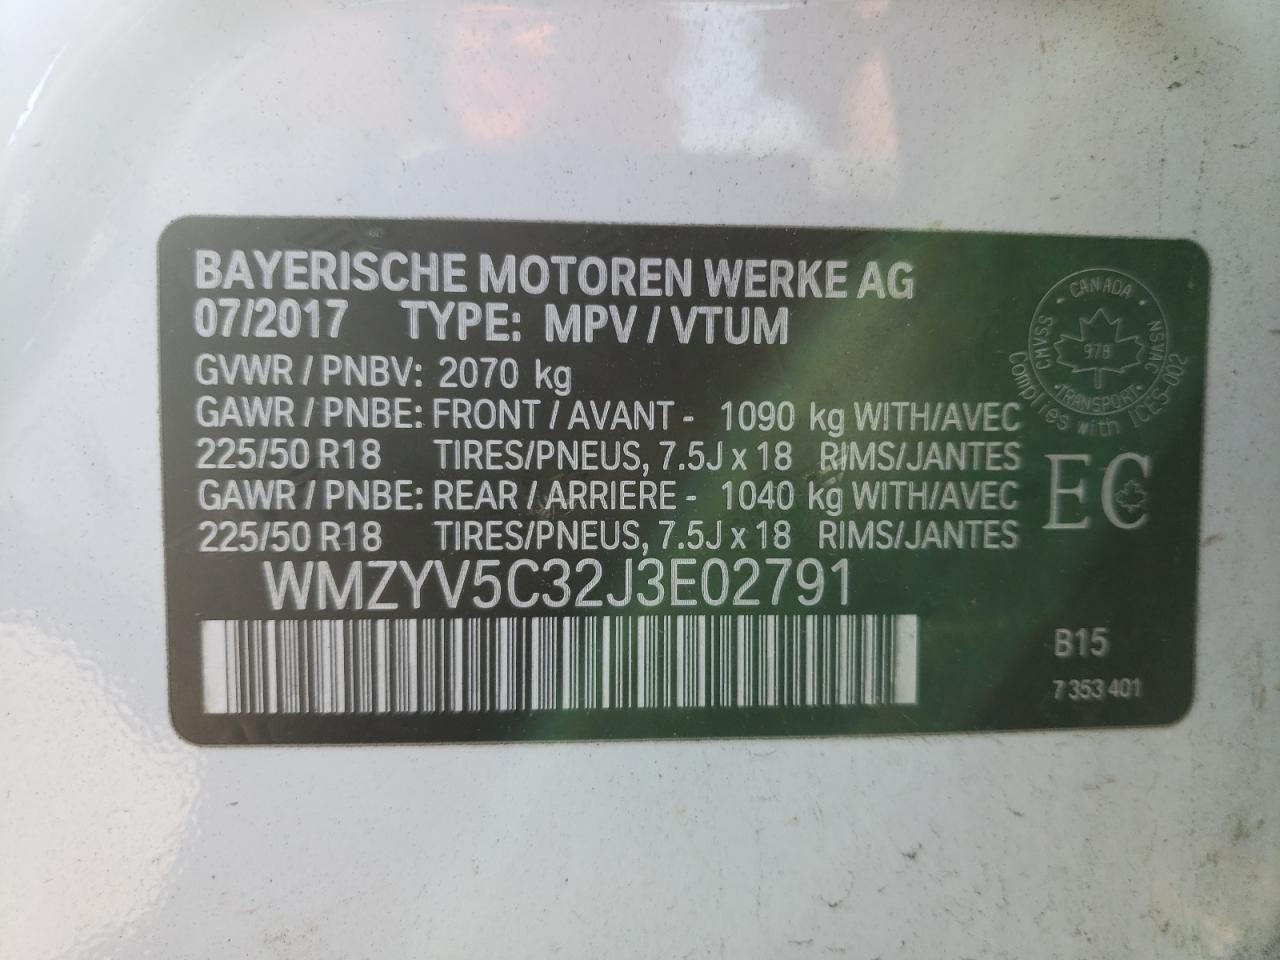 BAYERISCHE MOTOREN WERKE AG
07/2017 TYPE: MPV / VTUM
GVWR / PNBV: 2070 kg
GAWR / PNBE: FRONT / AVANT - 1090 kg WITH/AVEC
225/50 R18 TIRES/PNEUS, 7.5J x 18 RIMS/JANTES
GAWR / PNBE: REAR / ARRIERE - 1040 kg WITH/AVEC
225/50 R18 TIRES/PNEUS, 7.5J x 18 RIMS/JANTES
WMZYV5C32J3E02791
CANADA
CMVSS
NSVAC
978
TRANSPORT
Complies with ICES-002
EC
B15
7 353 401